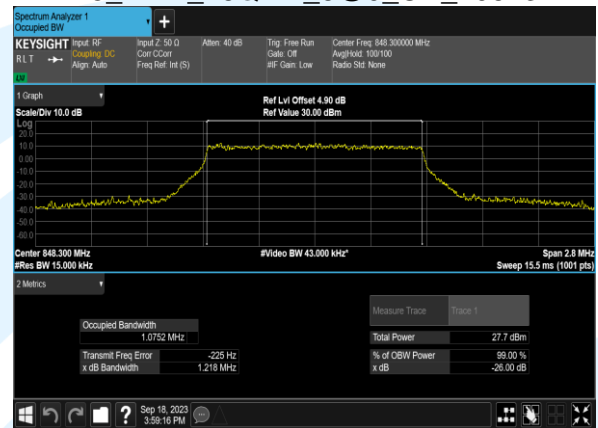 Spectrum Analyzer 1
Occupied BW
KEYSIGHT Input: RF Input Z: 50 Ω Atten: 40 dB Trig: Free Run Center Freq: 848.300000 MHz
RLT Coupling: DC Corr CCorr Gate: Off Avg|Hold: 100/100
Align: Auto Freq Ref: Int (S) #IF Gain: Low Radio Std: None
1 Graph
Ref Lvl Offset 4.90 dB
Scale/Div 10.0 dB Ref Value 30.00 dBm
Log
20.0
10.0
0.00
-10.0
-20.0
-30.0
-40.0
-50.0
-60.0
Center 848.300 MHz #Video BW 43.000 kHz* Span 2.8 MHz
#Res BW 15.000 kHz Sweep 15.5 ms (1001 pts)
2 Metrics
Measure Trace Trace 1
Occupied Bandwidth
1.0752 MHz Total Power 27.7 dBm
Transmit Freq Error -225 Hz % of OBW Power 99.00 %
x dB Bandwidth 1.218 MHz x dB -26.00 dB
? Sep 18, 2023
3:59:16 PM